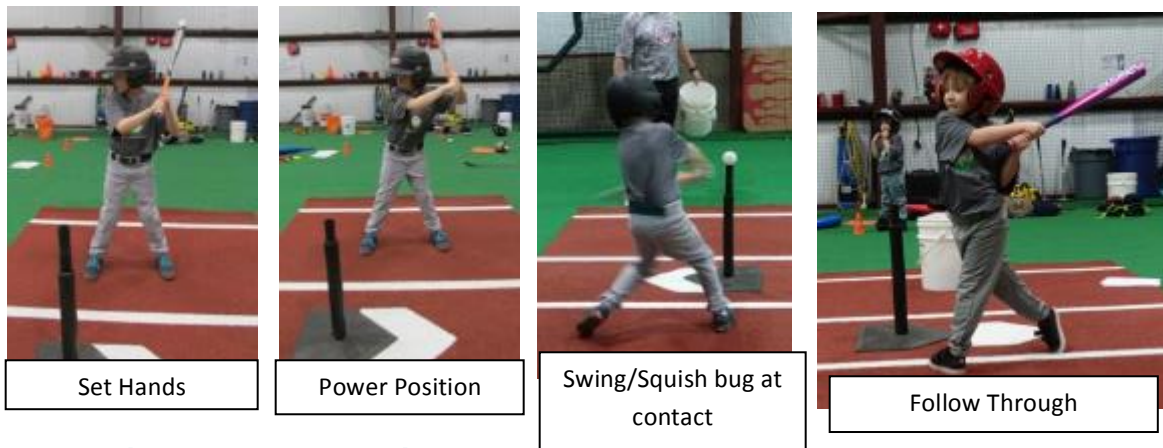 Set Hands
Power Position
Swing/Squish bug at
contact
Follow Through